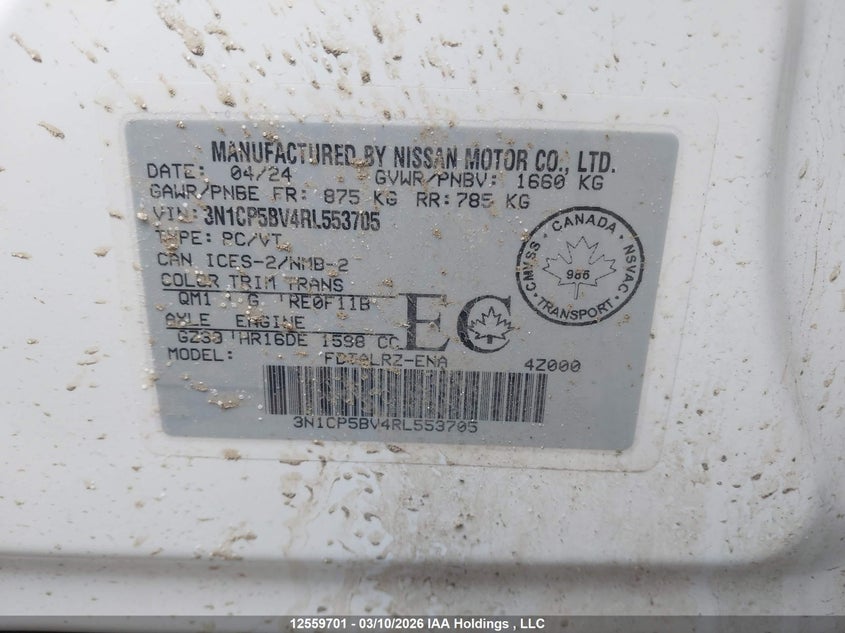 MANUFACTURED BY NISSAN MOTOR CO., LTD.
DATE: 04/24 GVWR/PNBV: 1660 KG
GAWR/PNBE FR: 875 KG RR: 785 KG
VIN: 3N1CP5BV4RL553705
TYPE: PC/VT
CAN ICES-2/NMB-2
COLOR TRIM TRANS
QM1 G RE0F11B
AXLE ENGINE
HR16DE 1598 CC
MODEL: 4Z000
3N1CP5BV4RL553705
EC
CMVSS · CANADA · NSVAC · TRANSPORT ·
12559701 - 03/10/2026 IAA Holdings , LLC